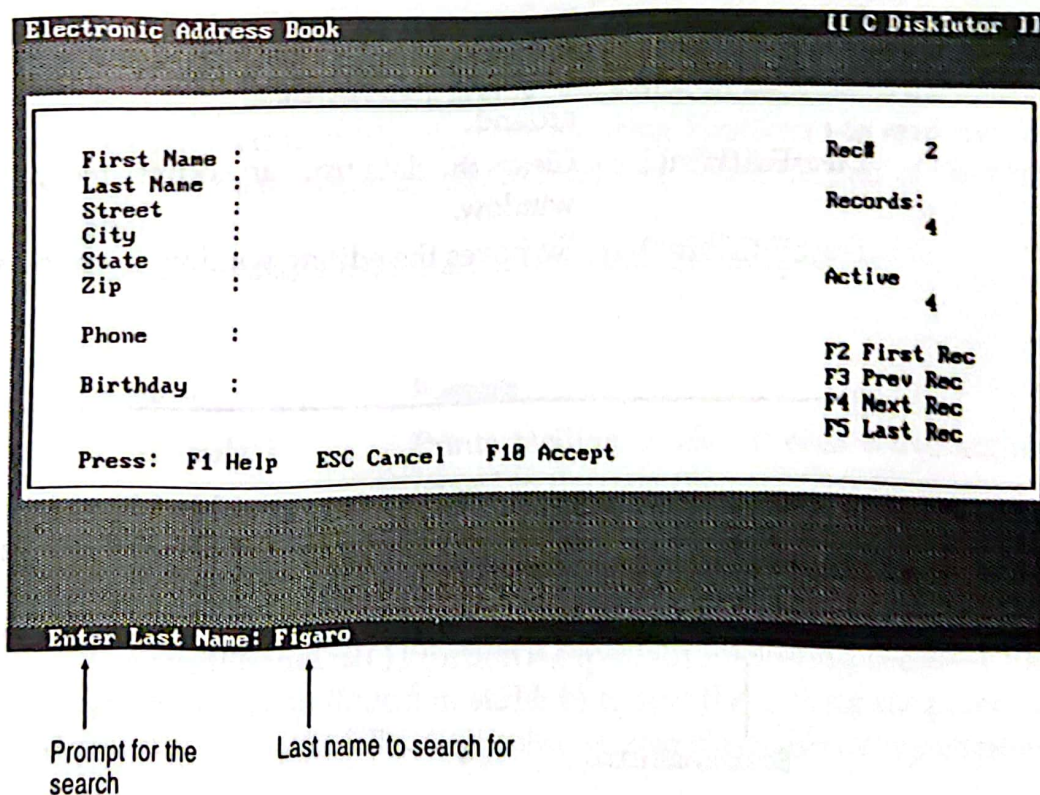 Electronic Address Book [[ C DiskTutor ]]
First Name : Rec# 2
Last Name :
Street : Records:
City : 4
State :
Zip : Active
4
Phone :
F2 First Rec
Birthday : F3 Prev Rec
F4 Next Rec
F5 Last Rec
Press: F1 Help ESC Cancel F10 Accept
Enter Last Name: Figaro
Prompt for the
search
Last name to search for